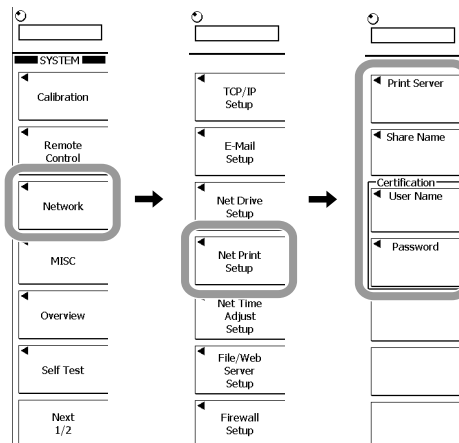 SYSTEM
Calibration
Remote
Control
Network
MISC
Overview
Self Test
Next
1/2
TCP/IP
Setup
E-Mail
Setup
Net Drive
Setup
Net Print
Setup
Net Time
Adjust
Setup
File/Web
Server
Setup
Firewall
Setup
Print Server
Share Name
Certification
User Name
Password